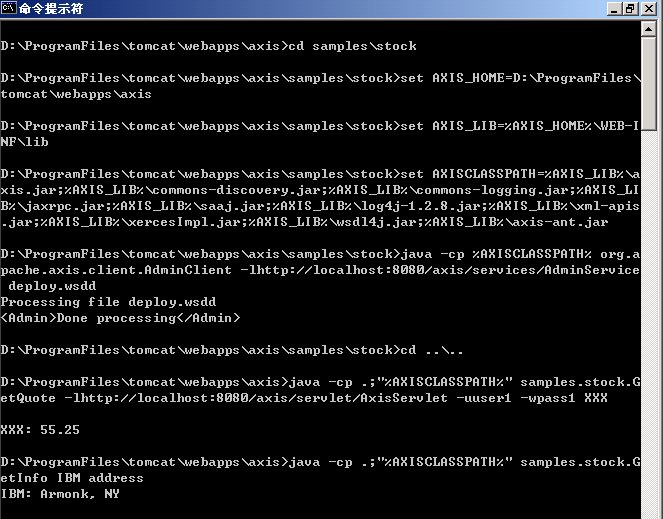 命令提示符
D:\ProgramFiles\tomcat\webapps\axis>cd samples\stock
D:\ProgramFiles\tomcat\webapps\axis\samples\stock>set AXIS_HOME=D:\ProgramFiles\
tomcat\webapps\axis
D:\ProgramFiles\tomcat\webapps\axis\samples\stock>set AXIS_LIB=%AXIS_HOME%\WEB-I
NF\lib
D:\ProgramFiles\tomcat\webapps\axis\samples\stock>set AXISCLASSPATH=%AXIS_LIB%\a
xis.jar;%AXIS_LIB%\commons-discovery.jar;%AXIS_LIB%\commons-logging.jar;%AXIS_LI
B%\jaxrpc.jar;%AXIS_LIB%\saaj.jar;%AXIS_LIB%\log4j-1.2.8.jar;%AXIS_LIB%\xml-apis
.jar;%AXIS_LIB%\xercesImpl.jar;%AXIS_LIB%\wsdl4j.jar;%AXIS_LIB%\axis-ant.jar
D:\ProgramFiles\tomcat\webapps\axis\samples\stock>java -cp %AXISCLASSPATH% org.a
pache.axis.client.AdminClient -lhttp://localhost:8080/axis/services/AdminService
deploy.wsdd
Processing file deploy.wsdd
<Admin>Done processing</Admin>
D:\ProgramFiles\tomcat\webapps\axis\samples\stock>cd ..\..
D:\ProgramFiles\tomcat\webapps\axis>java -cp .;"%AXISCLASSPATH%" samples.stock.G
etQuote -lhttp://localhost:8080/axis/servlet/AxisServlet -uuser1 -wpass1 XXX
XXX: 55.25
D:\ProgramFiles\tomcat\webapps\axis>java -cp .;"%AXISCLASSPATH%" samples.stock.G
etInfo IBM address
IBM: Armonk, NY